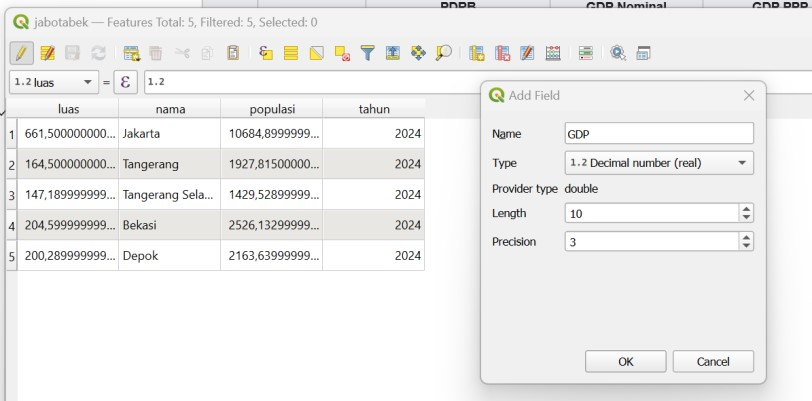 PDRB GDP Nominal GDP PPP
jabotabek — Features Total: 5, Filtered: 5, Selected: 0
1.2 luas = ε 1.2
luas nama populasi tahun
1 661,500000000... Jakarta 10684,8999999... 2024
2 164,500000000... Tangerang 1927,81500000... 2024
3 147,189999999... Tangerang Sela... 1429,52899999... 2024
4 204,599999999... Bekasi 2526,13299999... 2024
5 200,289999999... Depok 2163,63999999... 2024
Add Field
Name GDP
Type 1.2 Decimal number (real)
Provider type double
Length 10
Precision 3
OK Cancel